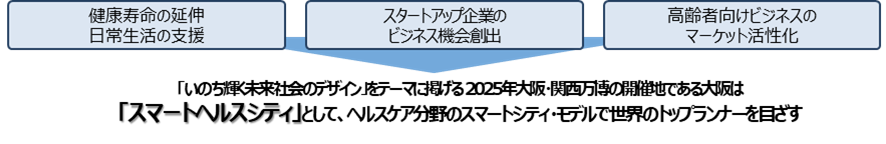 健康寿命の延伸
日常生活の支援
スタートアップ企業の
ビジネス機会創出
高齢者向けビジネスの
マーケット活性化
「いのち輝く未来社会のデザイン」をテーマに掲げる2025年大阪・関西万博の開催地である大阪は
「スマートヘルスシティ」として、ヘルスケア分野のスマートシティ・モデルで世界のトップランナーを目ざす